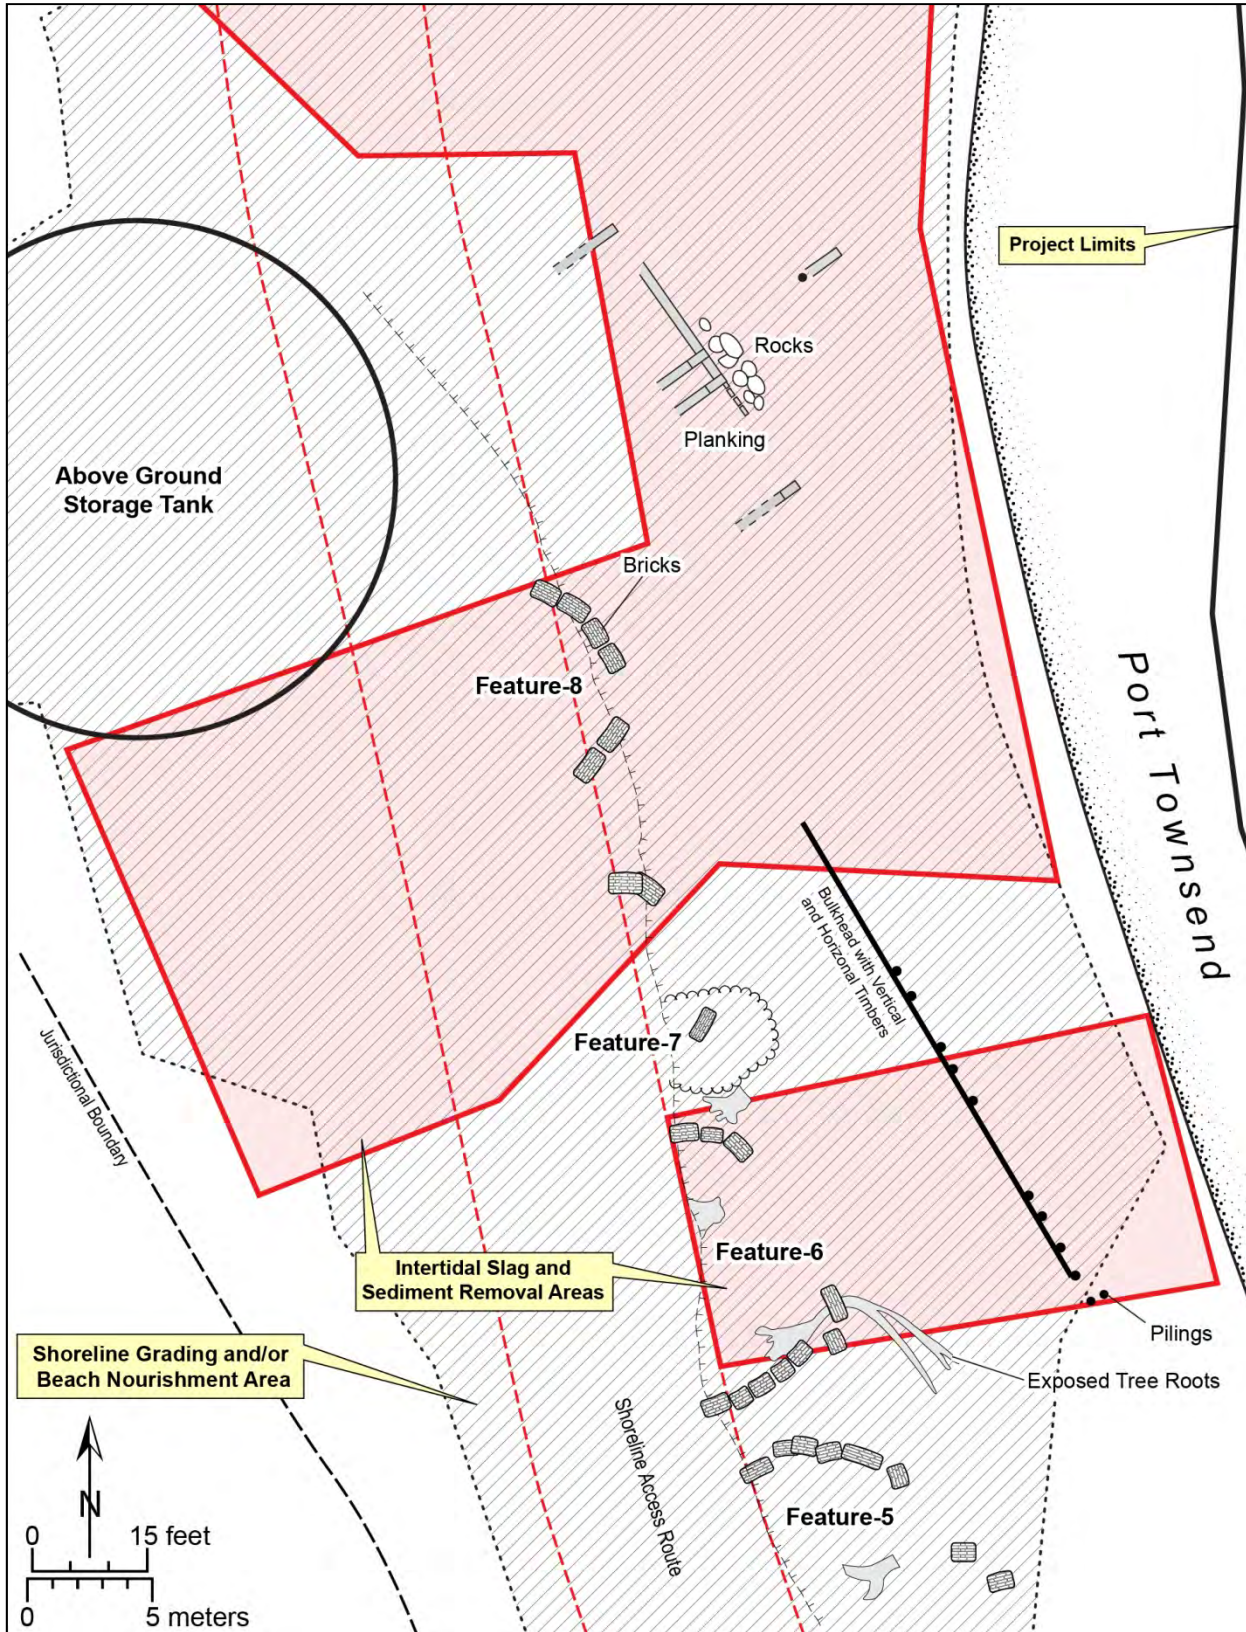 Project Limits
Rocks
Planking
Above Ground
Storage Tank
Bricks
Feature-8
Port Townsend
Bulkhead with Vertical
and Horizonal Timbers
Feature-7
Jurisdictional Boundary
Feature-6
Intertidal Slag and
Sediment Removal Areas
Pilings
Shoreline Grading and/or
Beach Nourishment Area
Exposed Tree Roots
Shoreline Access Route
Feature-5
N
0 15 feet
0 5 meters